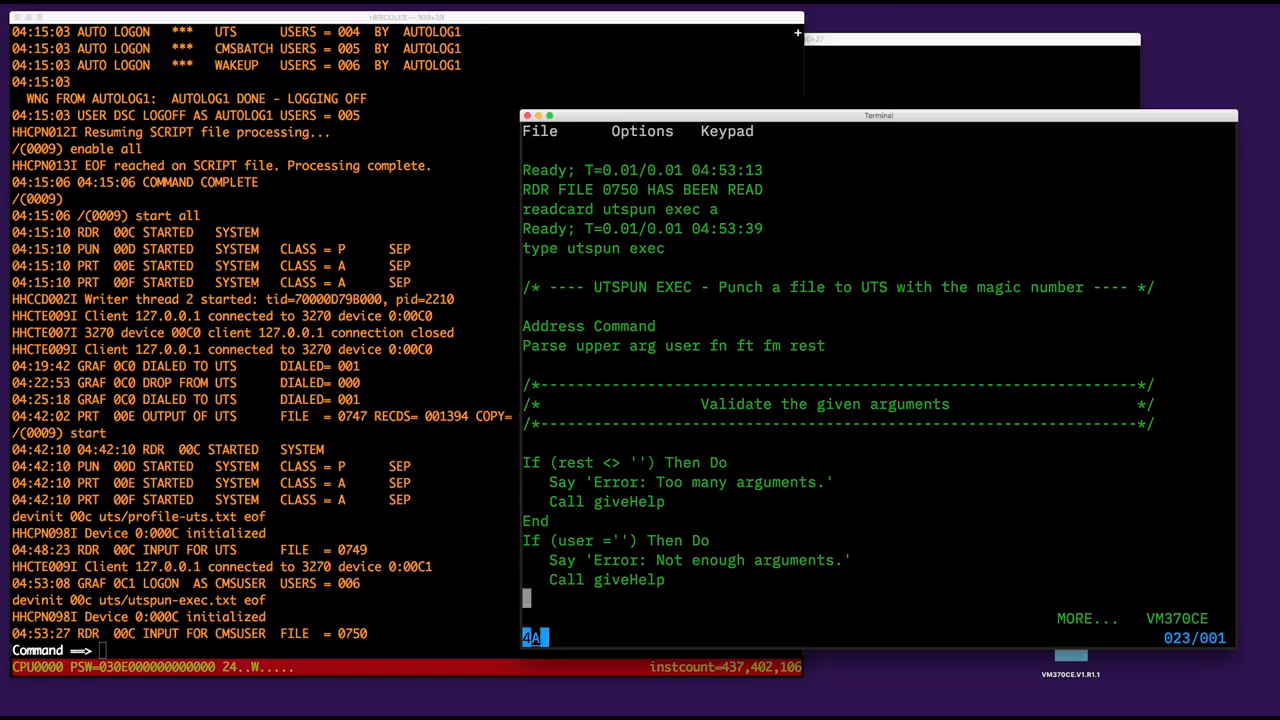 HERCULES — 109×39
04:15:03 AUTO LOGON   ***   UTS      USERS = 004  BY  AUTOLOG1
04:15:03 AUTO LOGON   ***   CMSBATCH USERS = 005  BY  AUTOLOG1
04:15:03 AUTO LOGON   ***   WAKEUP   USERS = 006  BY  AUTOLOG1
04:15:03
  WNG FROM AUTOLOG1:  AUTOLOG1 DONE - LOGGING OFF
04:15:03 USER DSC LOGOFF AS AUTOLOG1 USERS = 005
HHCPN012I Resuming SCRIPT file processing...
/(0009) enable all
HHCPN013I EOF reached on SCRIPT file. Processing complete.
04:15:06 04:15:06 COMMAND COMPLETE
/(0009)
04:15:06 /(0009) start all
04:15:10 RDR  00C STARTED   SYSTEM
04:15:10 PUN  00D STARTED   SYSTEM   CLASS = P      SEP
04:15:10 PRT  00E STARTED   SYSTEM   CLASS = A      SEP
04:15:10 PRT  00F STARTED   SYSTEM   CLASS = A      SEP
HHCCD002I Writer thread 2 started: tid=70000D79B000, pid=2210
HHCTE009I Client 127.0.0.1 connected to 3270 device 0:00C0
HHCTE007I 3270 device 00C0 client 127.0.0.1 connection closed
HHCTE009I Client 127.0.0.1 connected to 3270 device 0:00C0
04:19:42 GRAF 0C0 DIALED TO UTS      DIALED= 001
04:22:53 GRAF 0C0 DROP FROM UTS      DIALED= 000
04:25:18 GRAF 0C0 DIALED TO UTS      DIALED= 001
04:42:02 PRT  00E OUTPUT OF UTS      FILE  = 0747 RECDS= 001394 COPY=
/(0009) start
04:42:10 04:42:10 RDR  00C STARTED   SYSTEM
04:42:10 PUN  00D STARTED   SYSTEM   CLASS = P      SEP
04:42:10 PRT  00E STARTED   SYSTEM   CLASS = A      SEP
04:42:10 PRT  00F STARTED   SYSTEM   CLASS = A      SEP
devinit 00c uts/profile-uts.txt eof
HHCPN098I Device 0:000C initialized
04:48:23 RDR  00C INPUT FOR UTS      FILE  = 0749
HHCTE009I Client 127.0.0.1 connected to 3270 device 0:00C1
04:53:08 GRAF 0C1 LOGON  AS CMSUSER  USERS = 006
devinit 00c uts/utspun-exec.txt eof
HHCPN098I Device 0:000C initialized
04:53:27 RDR  00C INPUT FOR CMSUSER  FILE  = 0750
Command ==>
CPU0000 PSW=030E000000000000 24..W.....     instcount=437,402,106
Terminal
File      Options   Keypad
Ready; T=0.01/0.01 04:53:13
RDR FILE 0750 HAS BEEN READ
readcard utspun exec a
Ready; T=0.01/0.01 04:53:39
type utspun exec
/* ---- UTSPUN EXEC - Punch a file to UTS with the magic number ---- */
Address Command
Parse upper arg user fn ft fm rest
/*-------------------------------------------------------------------*/
/*                  Validate the given arguments                     */
/*-------------------------------------------------------------------*/
If (rest <> '') Then Do
   Say 'Error: Too many arguments.'
   Call giveHelp
End
If (user ='') Then Do
   Say 'Error: Not enough arguments.'
   Call giveHelp
MORE...   VM370CE
4A     023/001
VM370CE.V1.R1.1